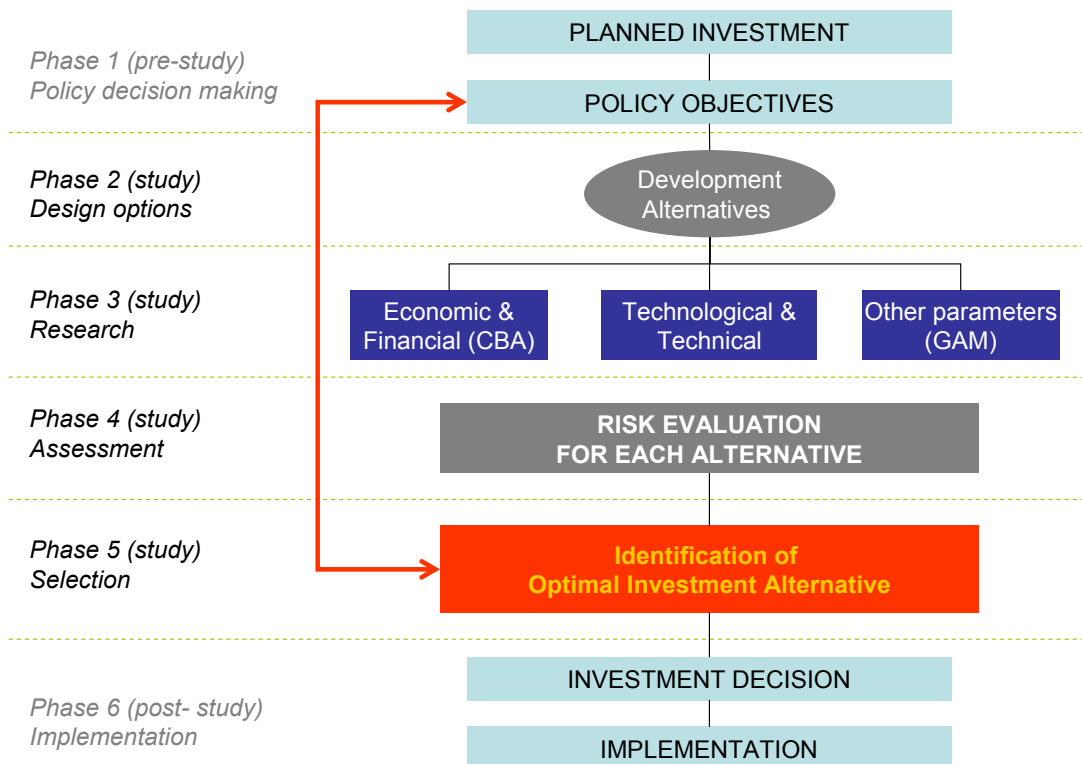 PLANNED INVESTMENT
Phase 1 (pre-study)
Policy decision making
POLICY OBJECTIVES
Phase 2 (study)
Design options
Development
Alternatives
Phase 3 (study)
Research
Economic &
Financial (CBA)
Technological &
Technical
Other parameters
(GAM)
Phase 4 (study)
Assessment
RISK EVALUATION
FOR EACH ALTERNATIVE
Phase 5 (study)
Selection
Identification of
Optimal Investment Alternative
INVESTMENT DECISION
Phase 6 (post- study)
Implementation
IMPLEMENTATION